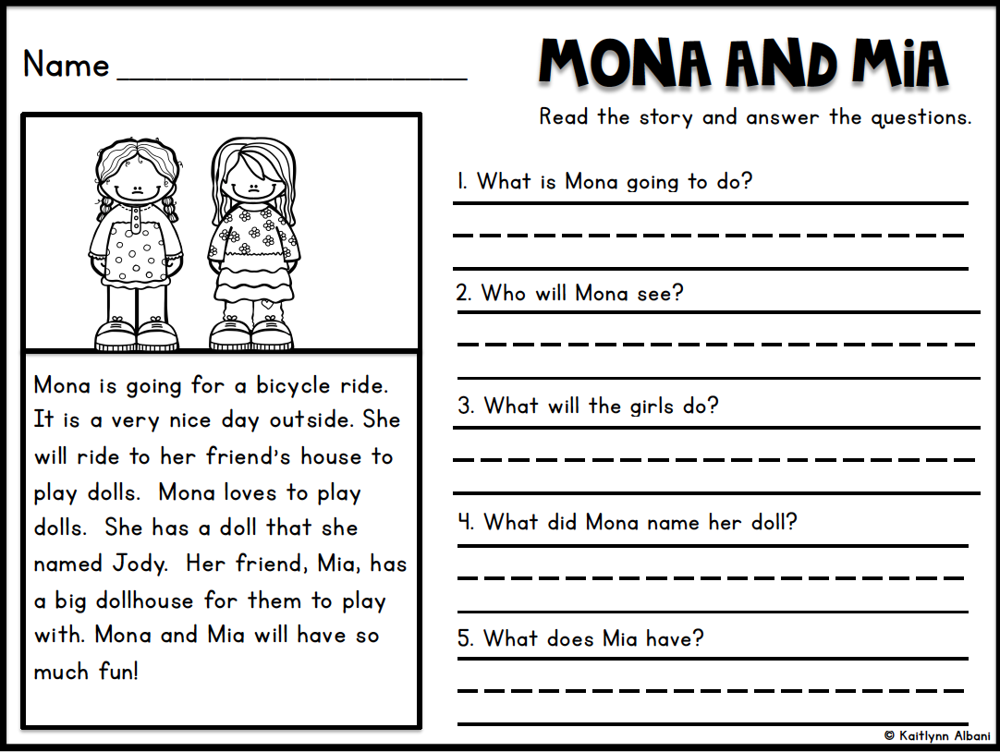 Name ____________________________
MONA AND MiA
Read the story and answer the questions.
Mona is going for a bicycle ride.
It is a very nice day outside. She
will ride to her friend's house to
play dolls.  Mona loves to play
dolls.  She has a doll that she
named Jody.  Her friend, Mia, has
a big dollhouse for them to play
with. Mona and Mia will have so
much fun!
1. What is Mona going to do?
2. Who will Mona see?
3. What will the girls do?
4. What did Mona name her doll?
5. What does Mia have?
© Kaitlynn Albani